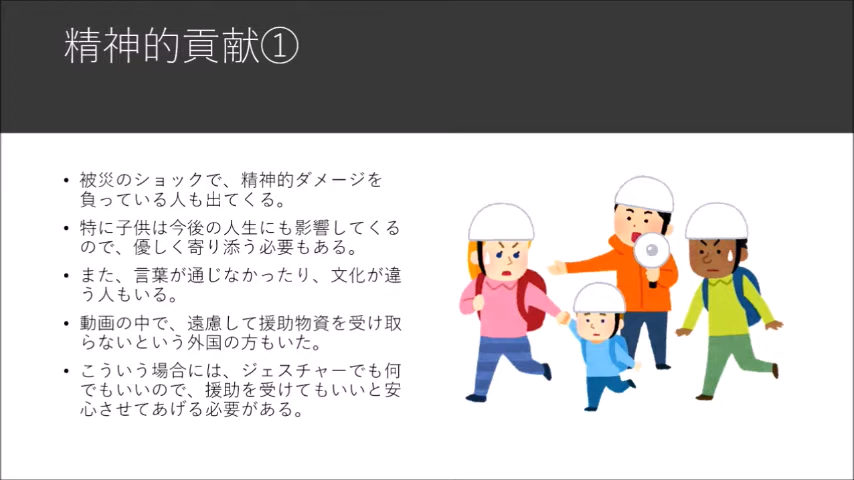 精神的貢献①
• 被災のショックで、精神的ダメージを
負っている人も出てくる。
• 特に子供は今後の人生にも影響してくる
ので、優しく寄り添う必要もある。
• また、言葉が通じなかったり、文化が違
う人もいる。
• 動画の中で、遠慮して援助物資を受け取
らないという外国の方もいた。
• こういう場合には、ジェスチャーでも何
でもいいので、援助を受けてもいいと安
心させてあげる必要がある。